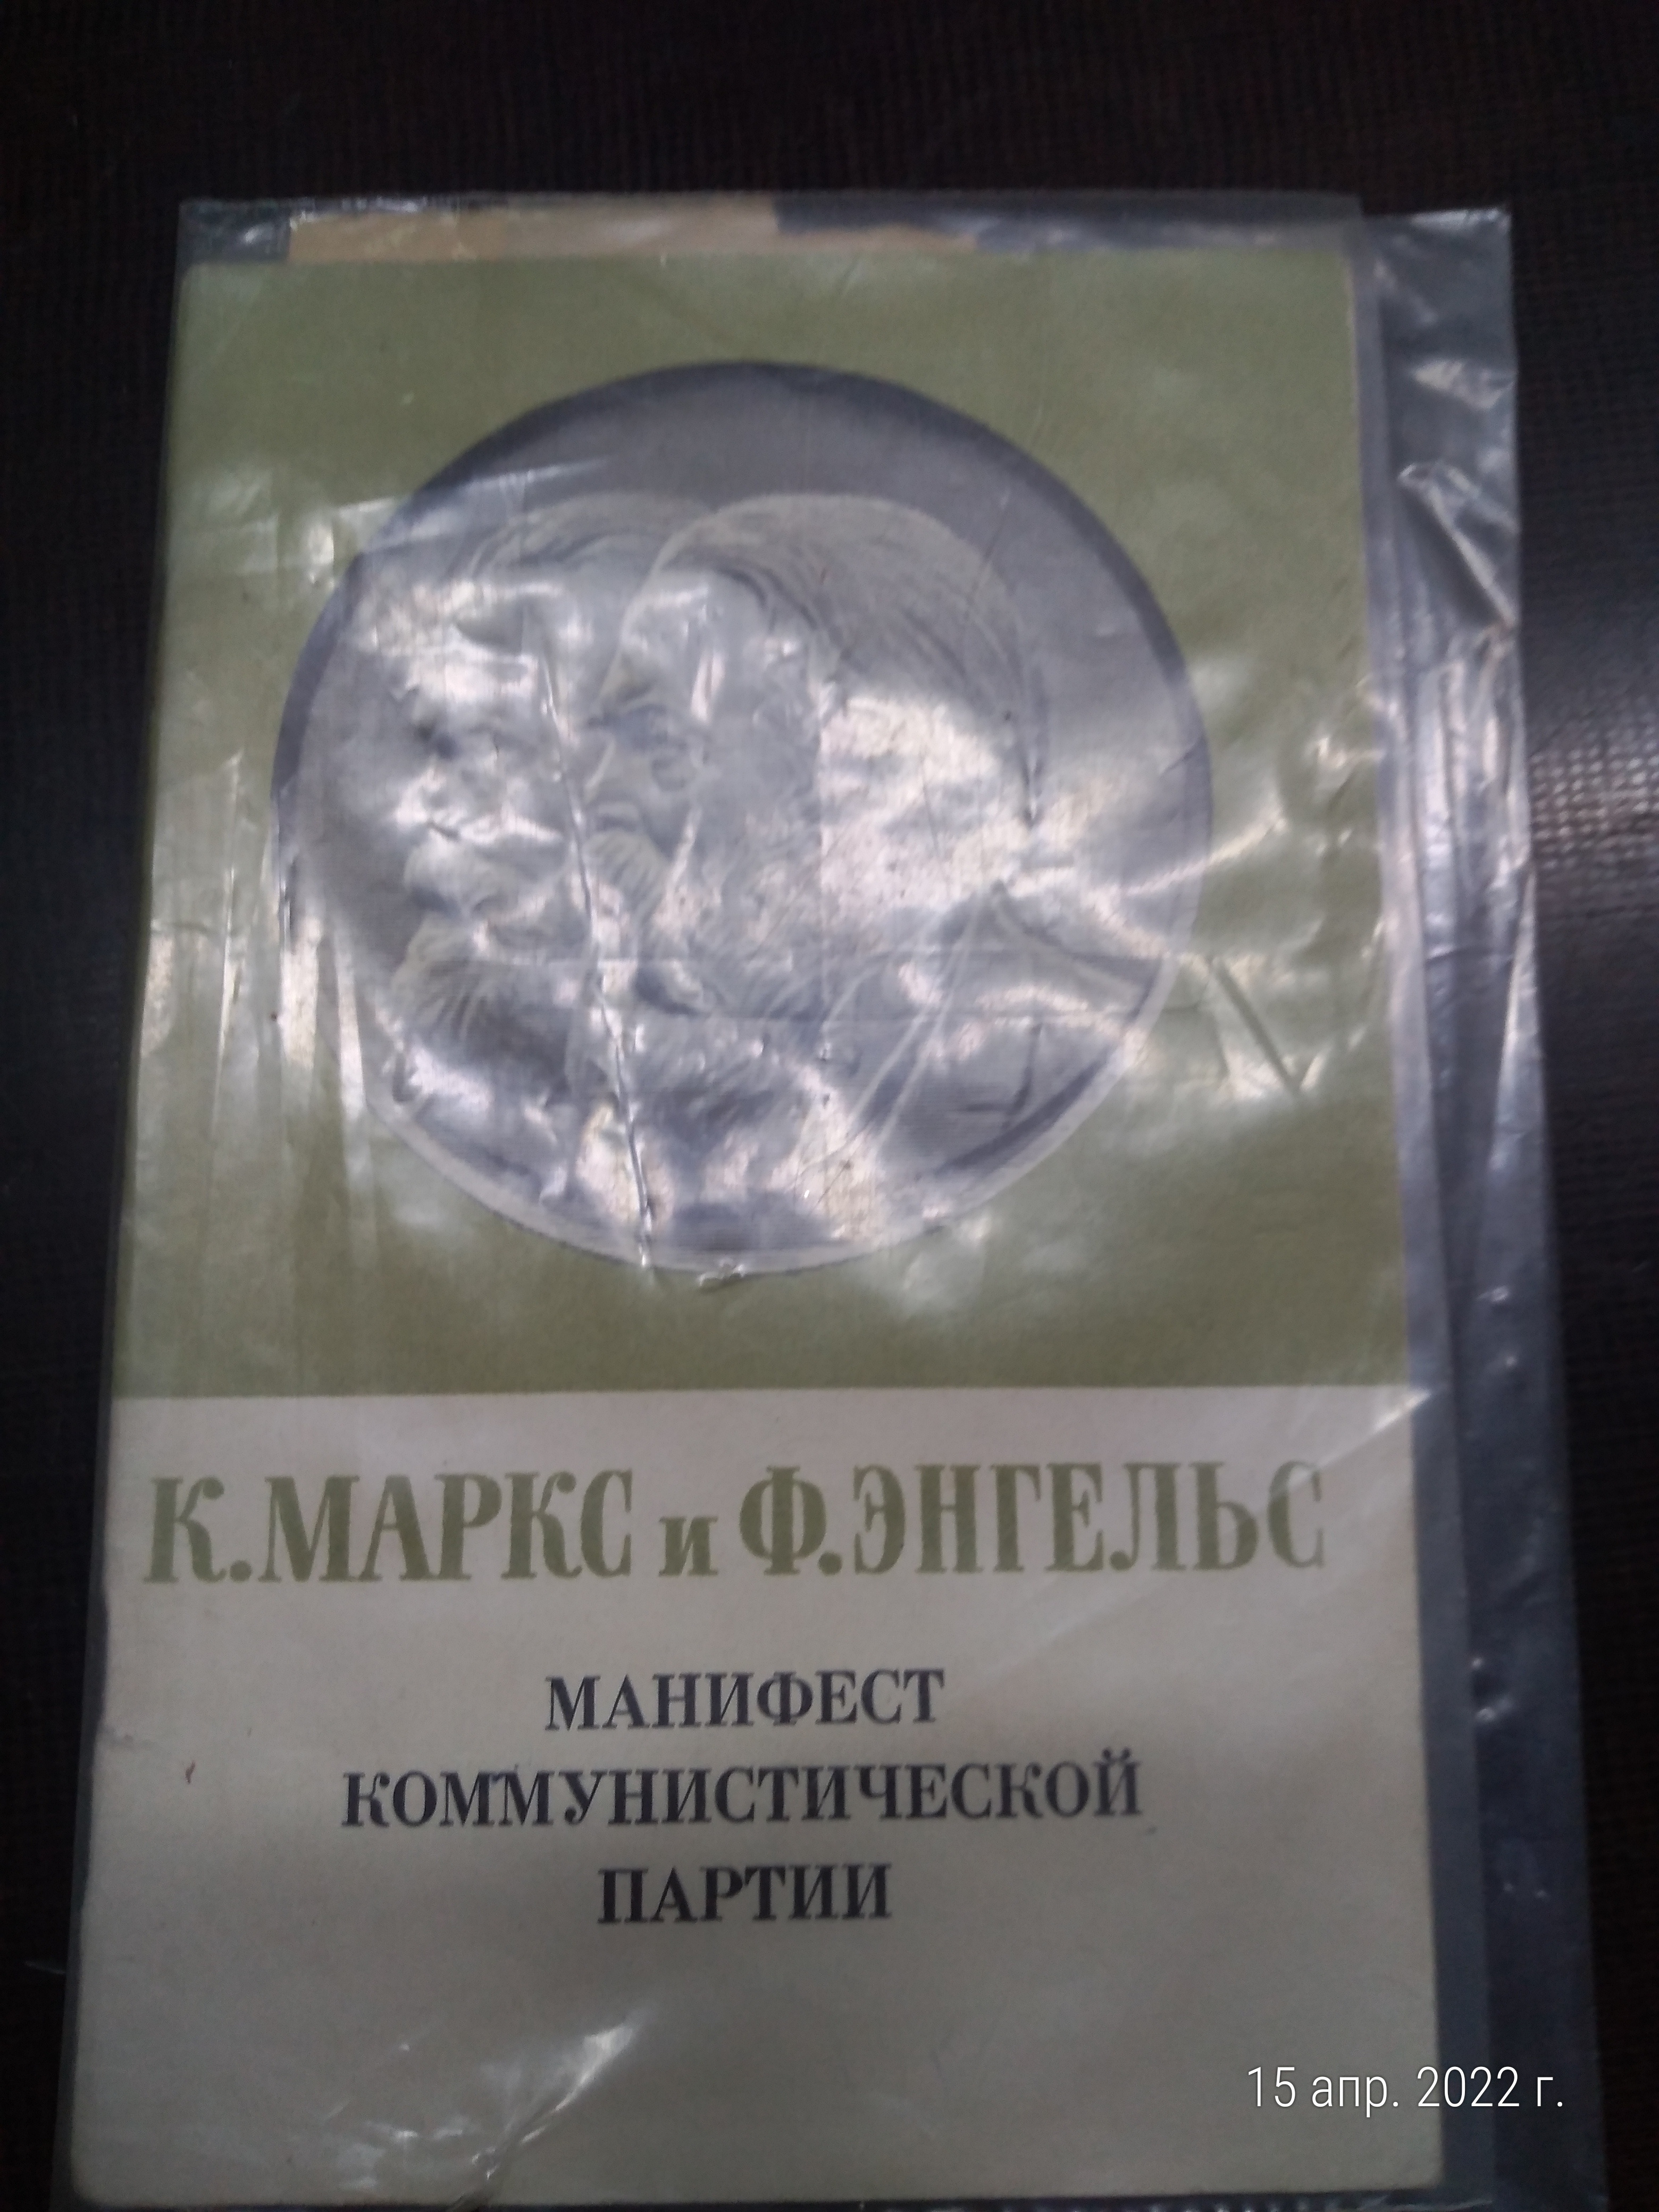 К. МАРКС и Ф. ЭНГЕЛЬС
МАНИФЕСТ
КОММУНИСТИЧЕСКОЙ
ПАРТИИ
15 апр. 2022 г.